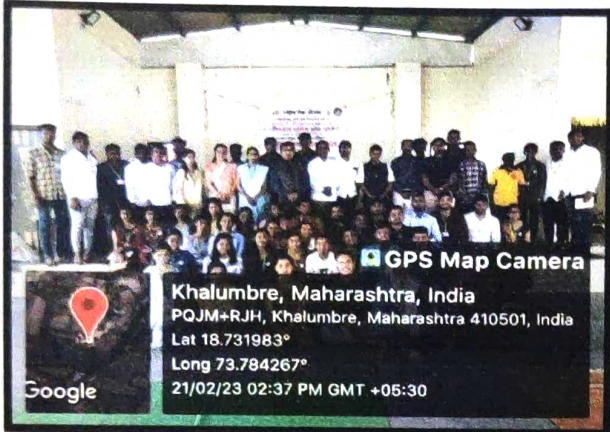 GPS Map Camera
Khalumbre, Maharashtra, India
PQJM+RJH, Khalumbre, Maharashtra 410501, India
Lat 18.731983°
Long 73.784267°
21/02/23 02:37 PM GMT +05:30
Google